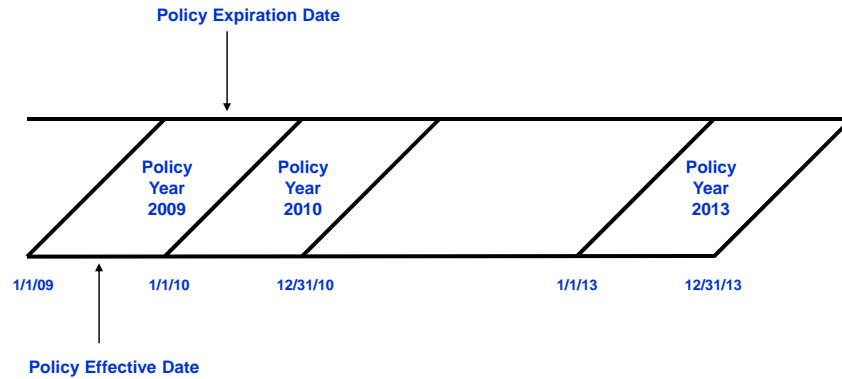 Policy Expiration Date
Policy
Year
2009
Policy
Year
2010
Policy
Year
2013
1/1/09
1/1/10
12/31/10
1/1/13
12/31/13
Policy Effective Date